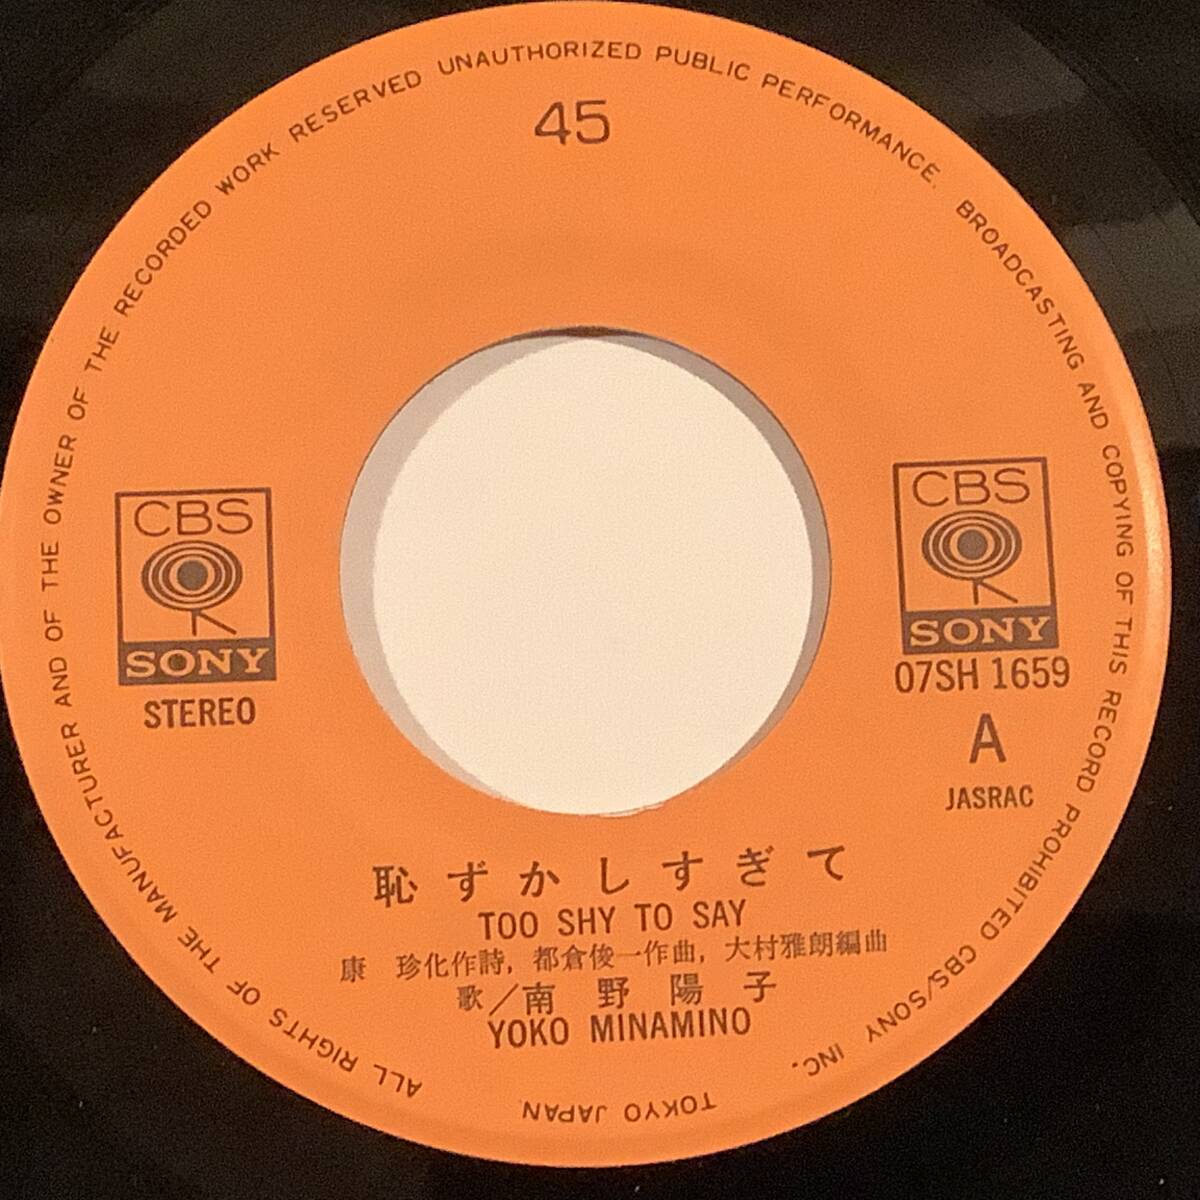 45
CBS
SONY
STEREO
CBS
SONY
07SH 1659
A
JASRAC
恥ずかしすぎて
TOO SHY TO SAY
康 珍化作詩, 都倉俊一作曲, 大村雅朗編曲
歌／南野陽子
YOKO MINAMINO
ALL RIGHTS OF THE MANUFACTURER AND OF THE OWNER OF THE RECORDED WORK RESERVED UNAUTHORIZED PUBLIC PERFORMANCE. BROADCASTING AND COPYING OF THIS RECORD PROHIBITED CBS/SONY INC. TOKYO JAPAN.